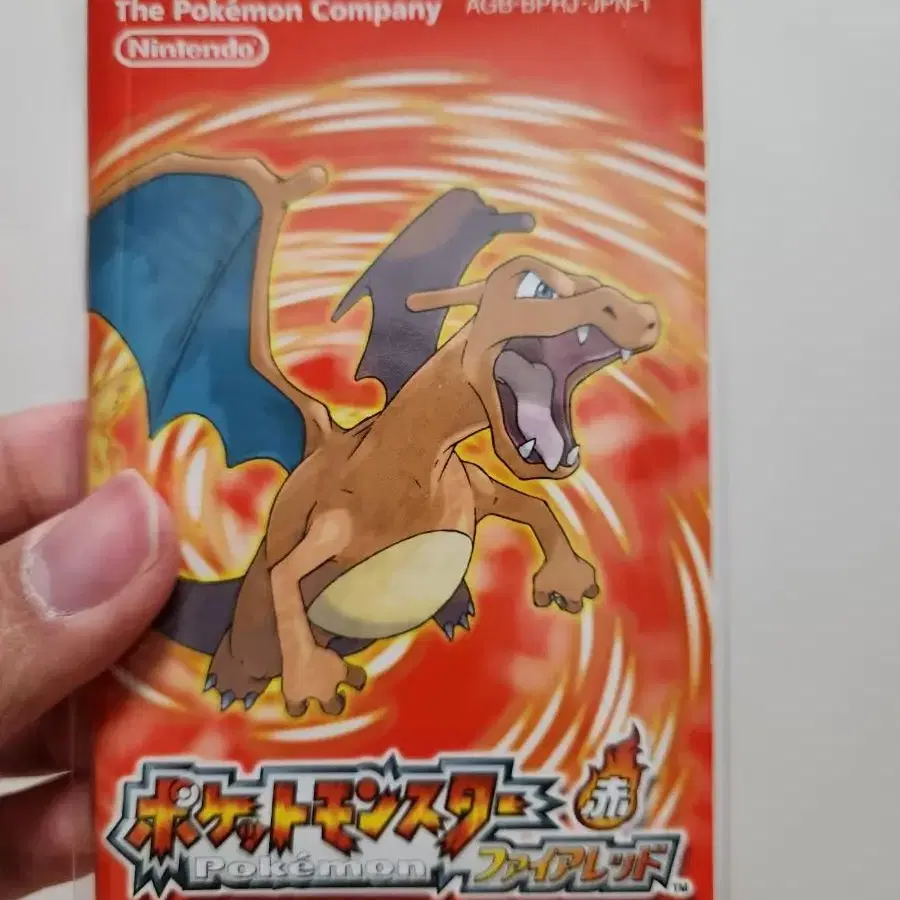 The Pokémon Company
AGB-BPRJ-JPN-1
Nintendo
ポケットモンスター
赤
Pokémon
ファイアレッド
TM